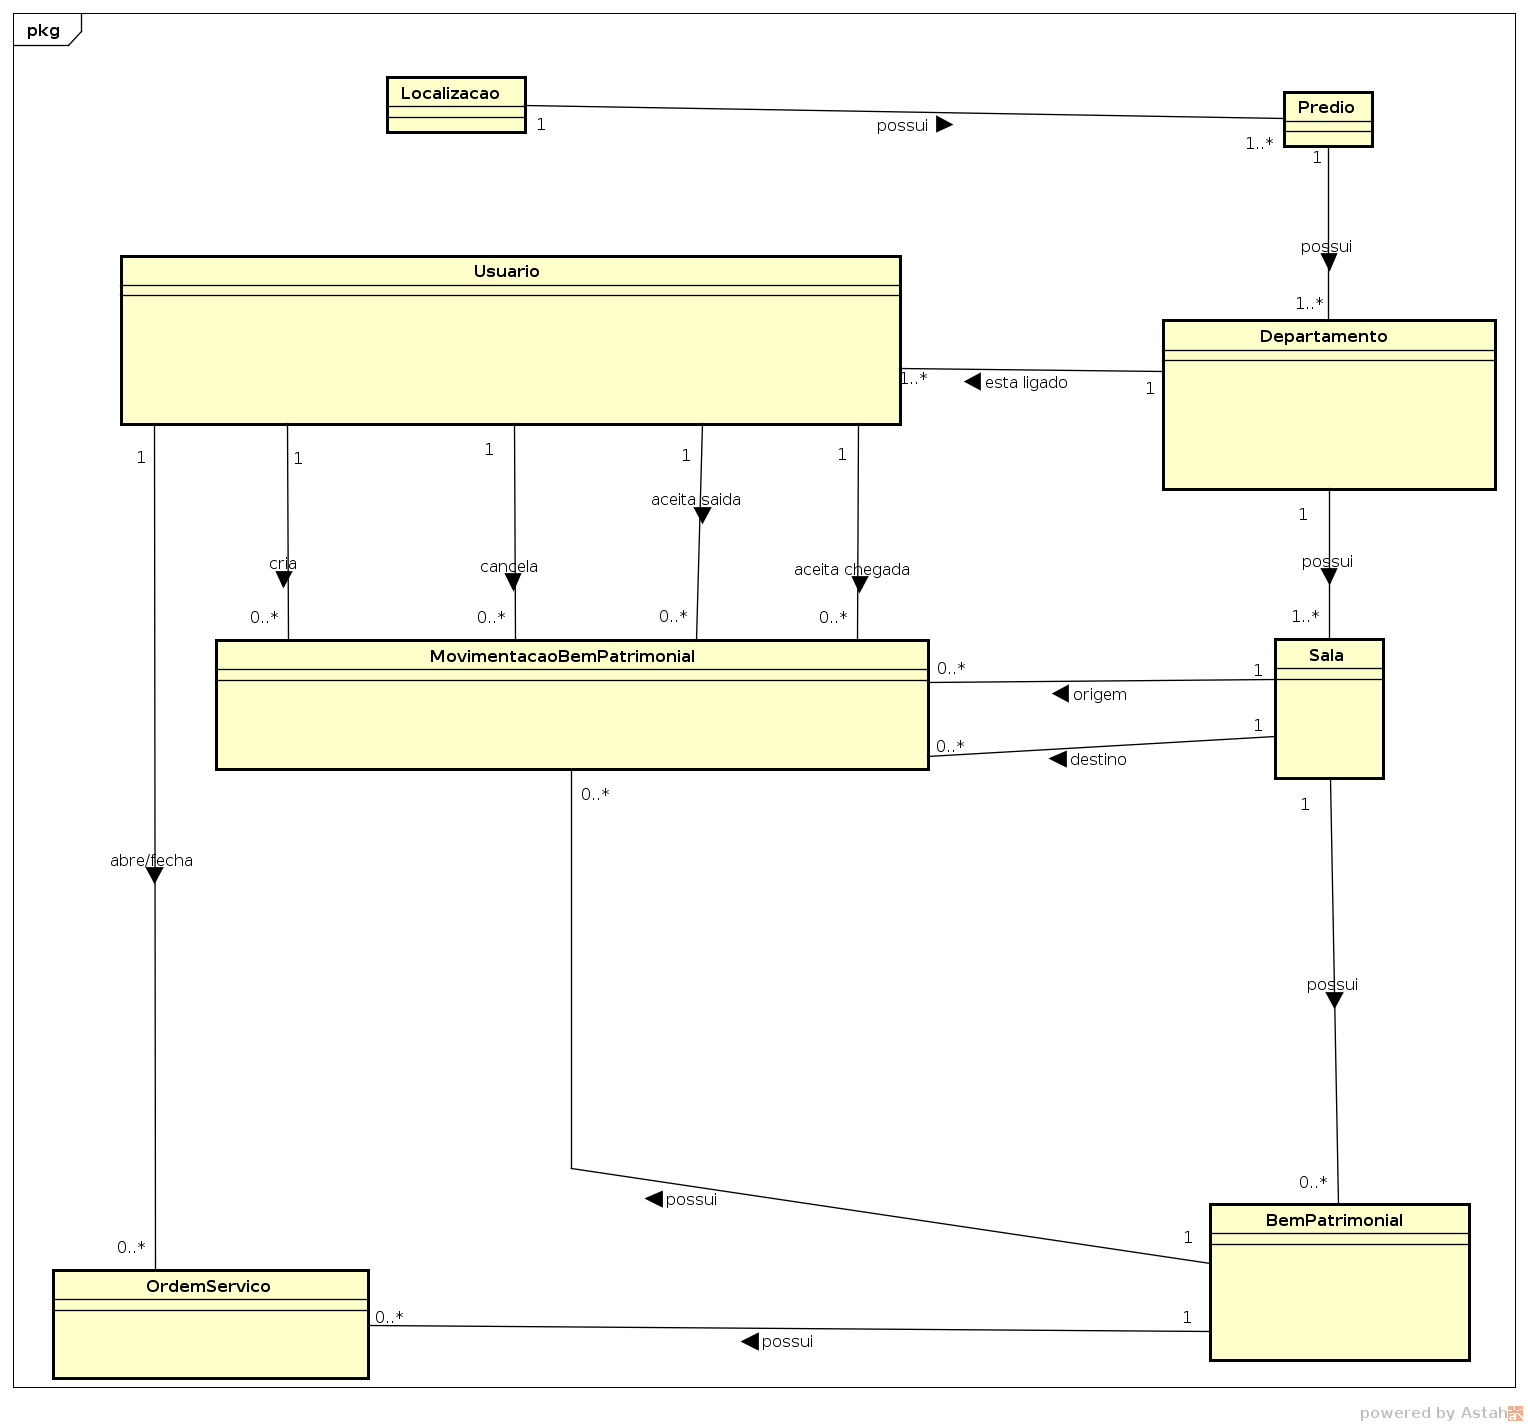 pkg
Localizacao
1
possui
1..*
Predio
1
possui
1..*
Usuario
Departamento
1..*
esta ligado
1
1
1
1
1
1
aceita saida
cria
cancela
aceita chegada
0..*
0..*
0..*
0..*
1
possui
1..*
MovimentacaoBemPatrimonial
Sala
0..*
1
origem
0..*
1
destino
0..*
1
abre/fecha
possui
0..*
possui
1
BemPatrimonial
0..*
OrdemServico
0..*
1
possui
powered by Astah